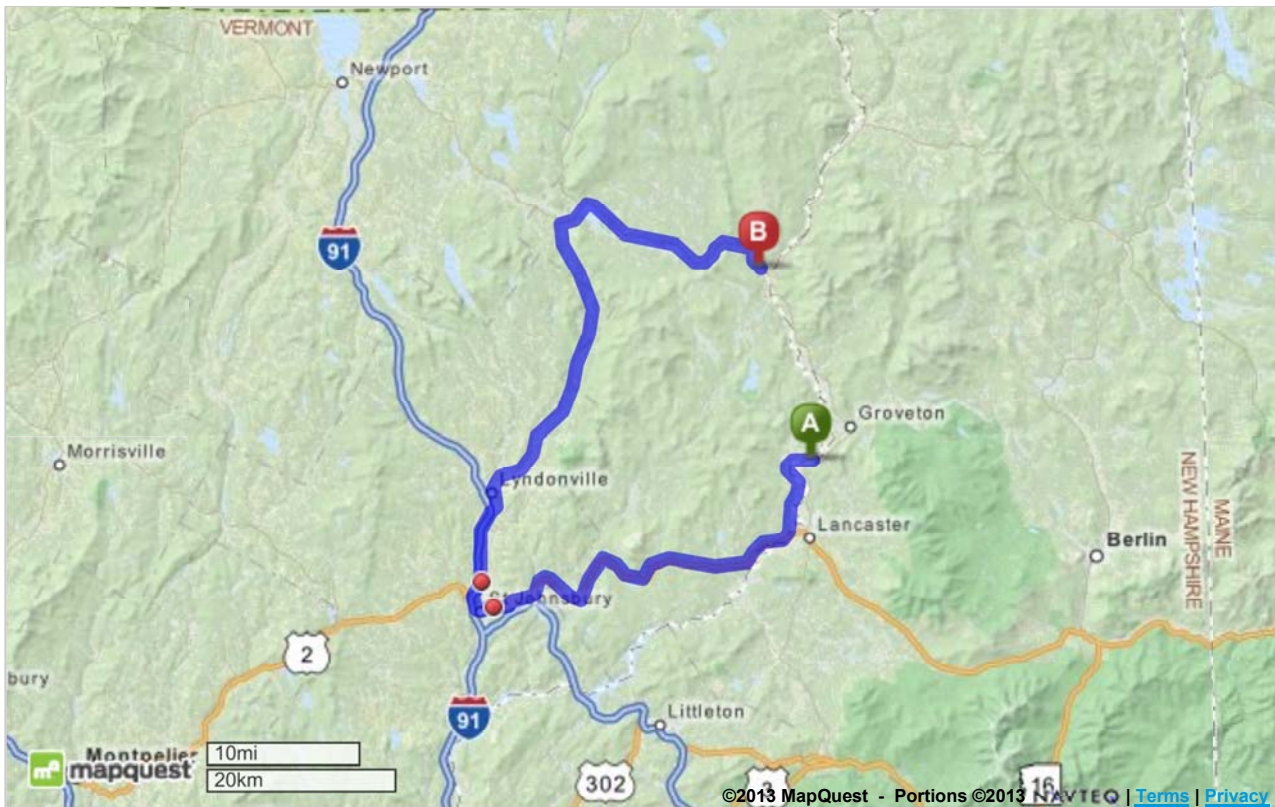 VERMONT
Newport
91
B
A
Groveton
Morrisville
Lyndonville
Lancaster
NEW HAMPSHIRE
MAINE
Berlin
St Johnsbury
2
bury
91
Littleton
Montpelier
10mi
mapquest
20km
302
3
16
©2013 MapQuest - Portions ©2013 NAVTEQ | Terms | Privacy